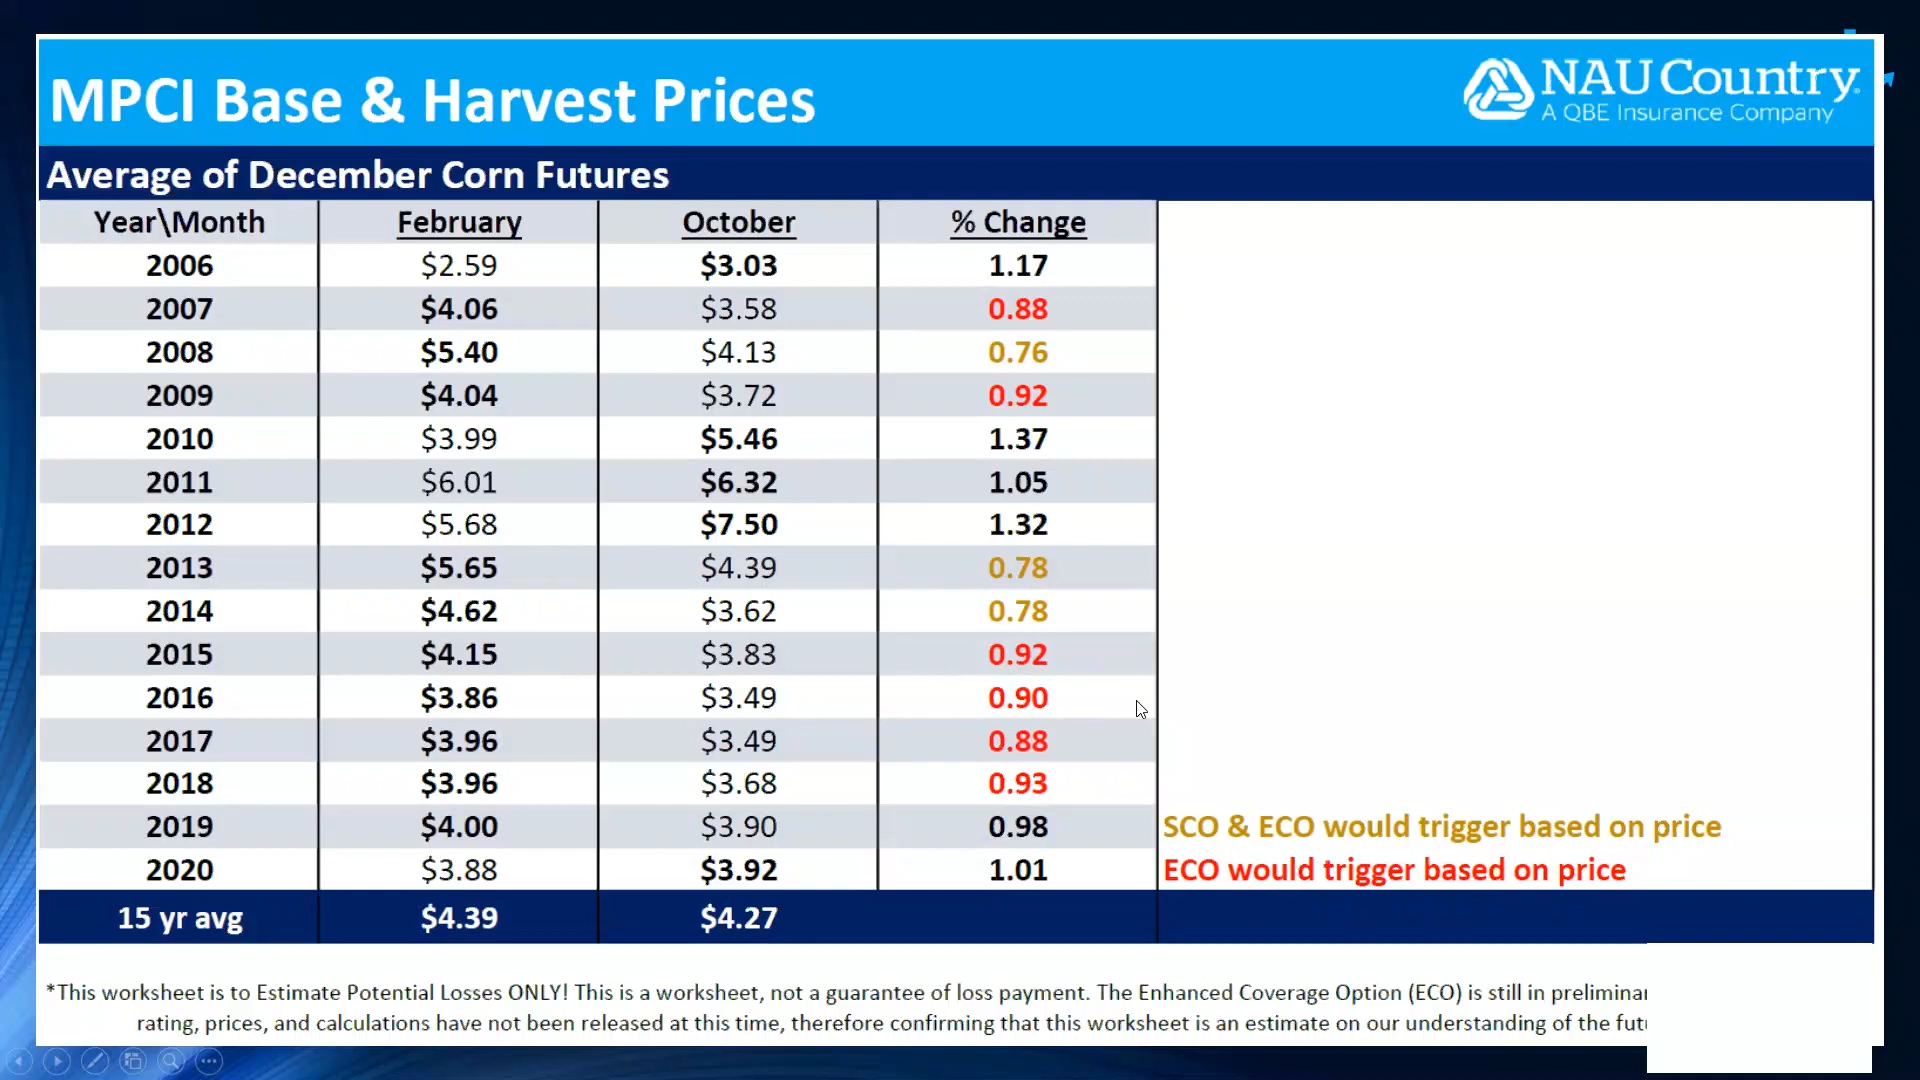 MPCI Base & Harvest Prices
NAU Country
A QBE Insurance Company
Average of December Corn Futures
Year\Month February October % Change
2006 $2.59 $3.03 1.17
2007 $4.06 $3.58 0.88
2008 $5.40 $4.13 0.76
2009 $4.04 $3.72 0.92
2010 $3.99 $5.46 1.37
2011 $6.01 $6.32 1.05
2012 $5.68 $7.50 1.32
2013 $5.65 $4.39 0.78
2014 $4.62 $3.62 0.78
2015 $4.15 $3.83 0.92
2016 $3.86 $3.49 0.90
2017 $3.96 $3.49 0.88
2018 $3.96 $3.68 0.93
2019 $4.00 $3.90 0.98 SCO & ECO would trigger based on price
2020 $3.88 $3.92 1.01 ECO would trigger based on price
15 yr avg $4.39 $4.27
*This worksheet is to Estimate Potential Losses ONLY! This is a worksheet, not a guarantee of loss payment. The Enhanced Coverage Option (ECO) is still in
rating, prices, and calculations have not been released at this time, therefore confirming that this worksheet is an estimate on our understanding of the